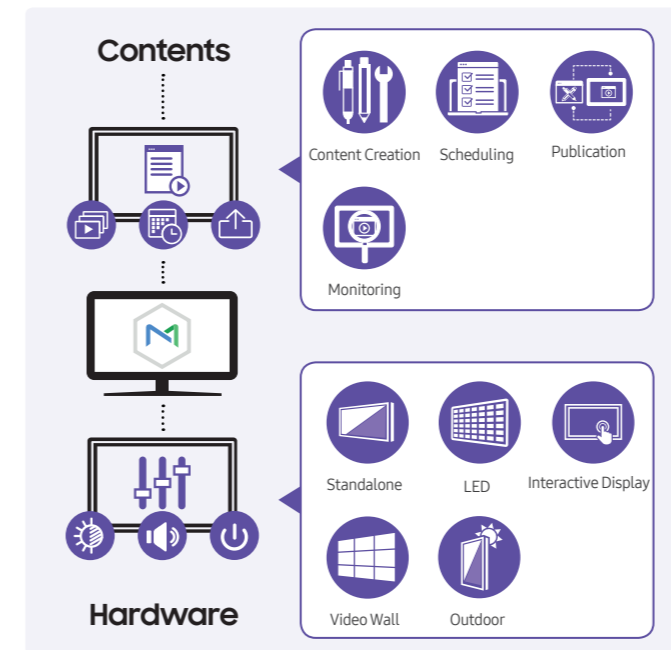 Contents
Content Creation
Scheduling
Publication
Monitoring
Standalone
LED
Interactive Display
Video Wall
Outdoor
Hardware